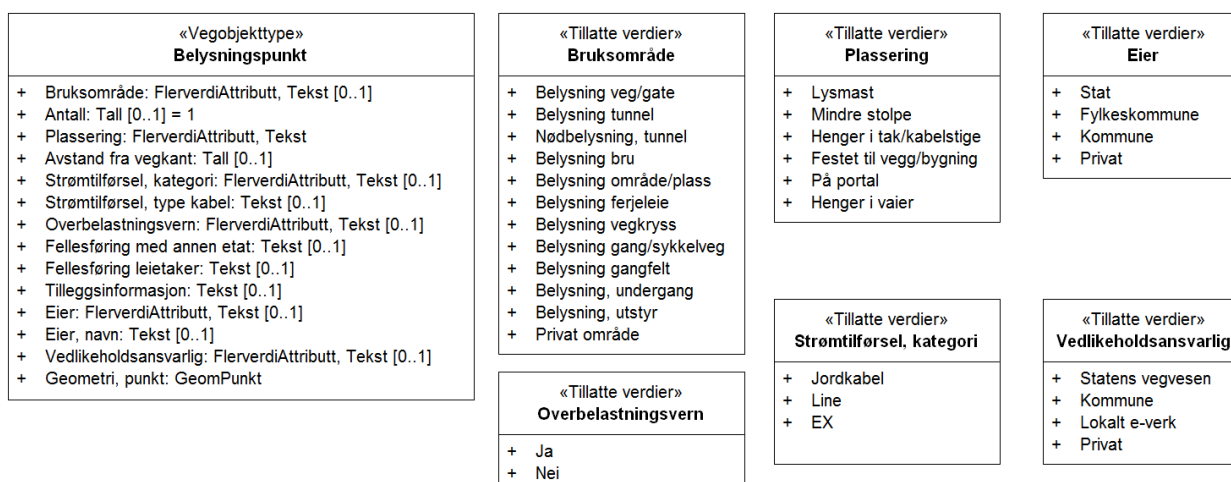 «Vegobjekttype»
Belysningspunkt
+ Bruksområde: FlerverdiAttributt, Tekst [0..1]
+ Antall: Tall [0..1] = 1
+ Plassering: FlerverdiAttributt, Tekst
+ Avstand fra vegkant: Tall [0..1]
+ Strømtilførsel, kategori: FlerverdiAttributt, Tekst [0..1]
+ Strømtilførsel, type kabel: Tekst [0..1]
+ Overbelastningsvern: FlerverdiAttributt, Tekst [0..1]
+ Fellesføring med annen etat: Tekst [0..1]
+ Fellesføring leietaker: Tekst [0..1]
+ Tilleggsinformasjon: Tekst [0..1]
+ Eier: FlerverdiAttributt, Tekst [0..1]
+ Eier, navn: Tekst [0..1]
+ Vedlikeholdsansvarlig: FlerverdiAttributt, Tekst [0..1]
+ Geometri, punkt: GeomPunkt
«Tillatte verdier»
Bruksområde
+ Belysning veg/gate
+ Belysning tunnel
+ Nødbelysning, tunnel
+ Belysning bru
+ Belysning område/plass
+ Belysning ferjeleie
+ Belysning vegkryss
+ Belysning gang/sykkelveg
+ Belysning gangfelt
+ Belysning, undergang
+ Belysning, utstyr
+ Privat område
«Tillatte verdier»
Overbelastningsvern
+ Ja
+ Nei
«Tillatte verdier»
Plassering
+ Lysmast
+ Mindre stolpe
+ Henger i tak/kabelstige
+ Festet til vegg/bygning
+ På portal
+ Henger i vaier
«Tillatte verdier»
Strømtilførsel, kategori
+ Jordkabel
+ Line
+ EX
«Tillatte verdier»
Eier
+ Stat
+ Fylkeskommune
+ Kommune
+ Privat
«Tillatte verdier»
Vedlikeholdsansvarlig
+ Statens vegvesen
+ Kommune
+ Lokalt e-verk
+ Privat